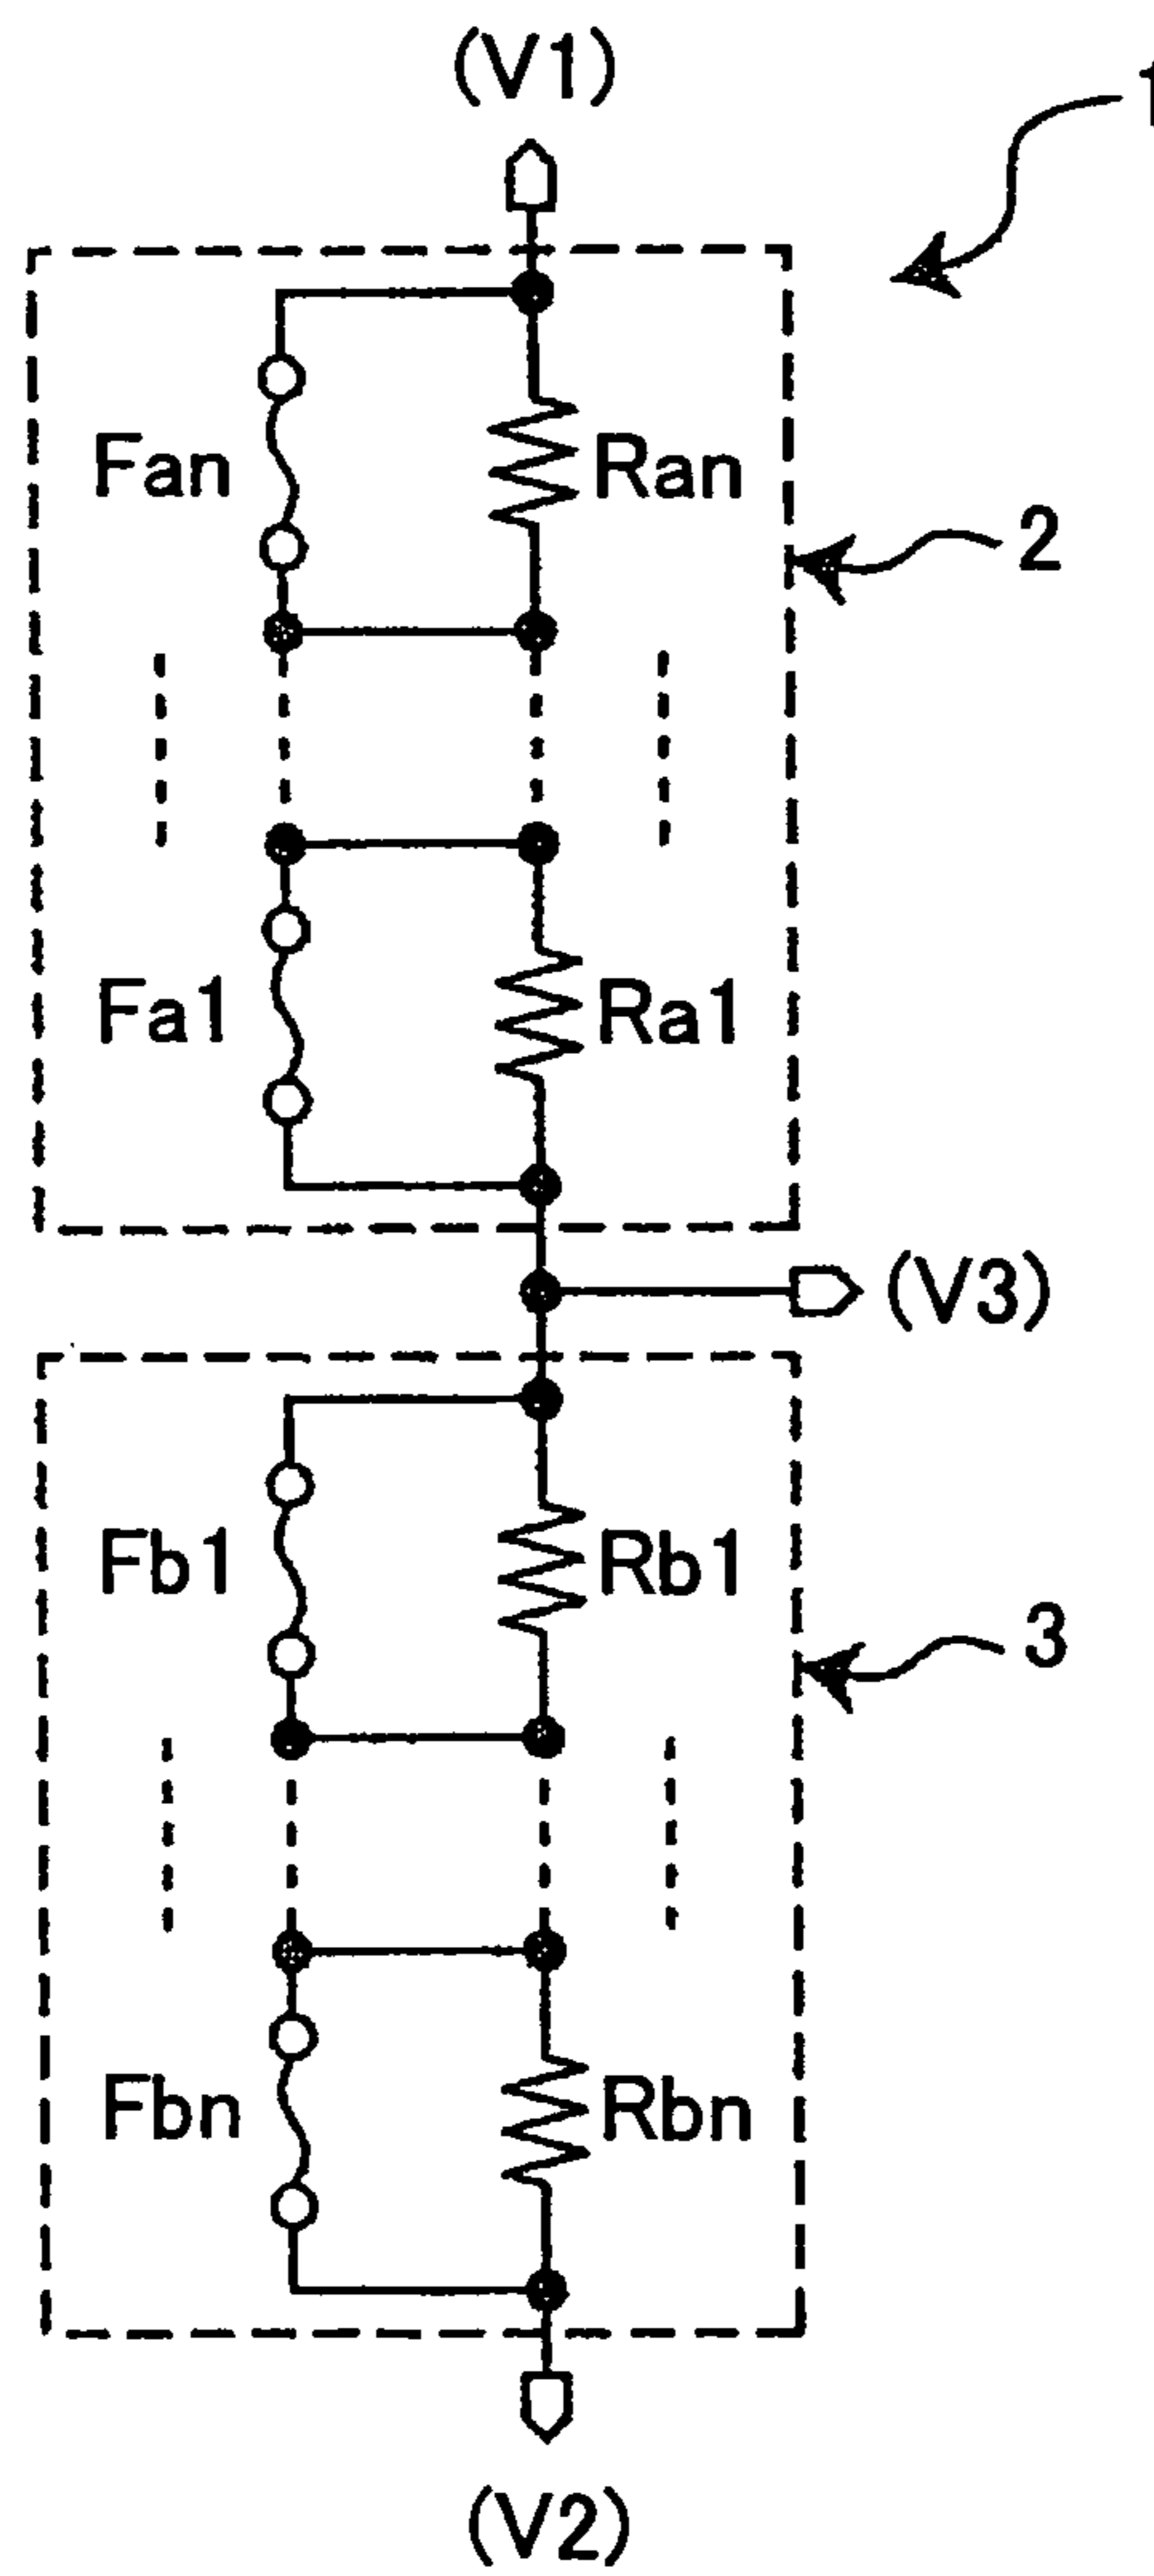 (V1)
1
Fan Ran
2
Fa1 Ra1
(V3)
Fb1 Rb1
3
Fbn Rbn
(V2)